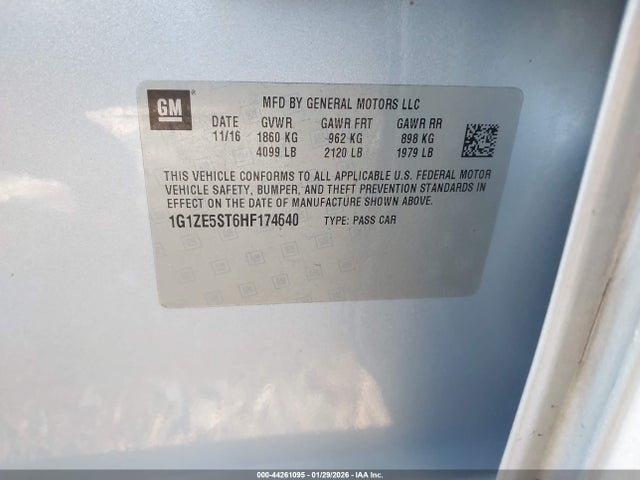 GM
®
MFD BY GENERAL MOTORS LLC
DATE GVWR GAWR FRT GAWR RR
11/16 1860 KG 962 KG 898 KG
4099 LB 2120 LB 1979 LB
THIS VEHICLE CONFORMS TO ALL APPLICABLE U.S. FEDERAL MOTOR
VEHICLE SAFETY, BUMPER, AND THEFT PREVENTION STANDARDS IN
EFFECT ON THE DATE OF MANUFACTURE SHOWN ABOVE.
1G1ZE5ST6HF174640 TYPE: PASS CAR
000-44261095 - 01/29/2026 - IAA Inc.